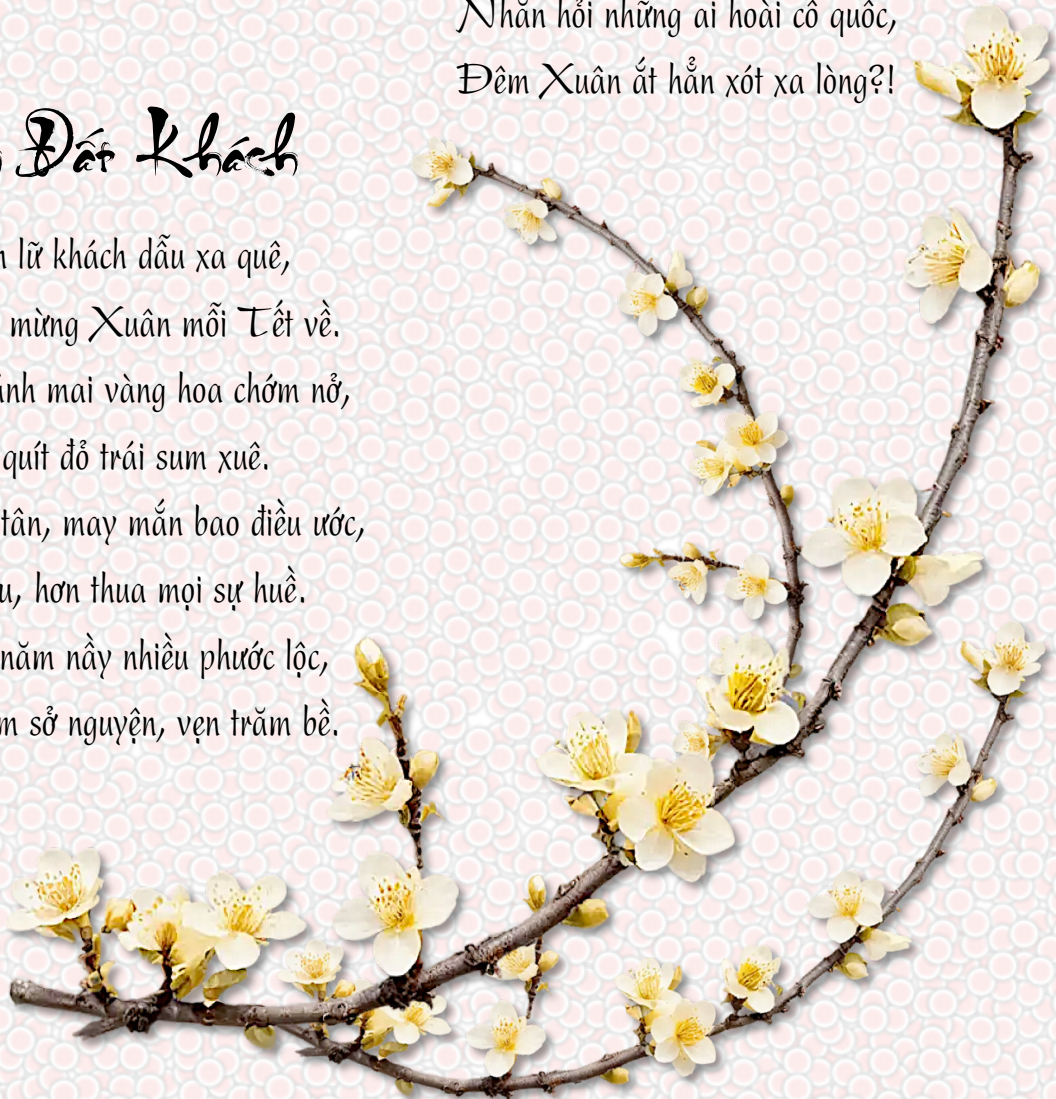 Nhắn hỏi những ai hoài cố quốc,
Đêm Xuân ắt hẳn xót xa lòng?!
Đất Khách
lữ khách dẫu xa quê,
mừng Xuân mỗi Tết về.
mai vàng hoa chớm nở,
quít đỏ trái sum xuê.
tân, may mắn bao điều ước,
hơn thua mọi sự huề.
năm nầy nhiều phước lộc,
sở nguyện, vẹn trăm bề.